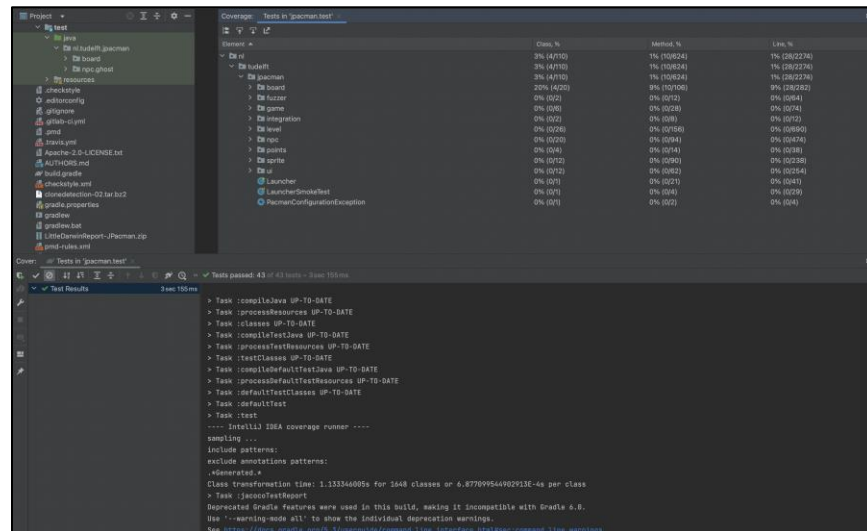 Project
Coverage: Tests in 'jpacman.test'
test
java
nl.tudelft.jpacman
board
npc.ghost
resources
.checkstyle
.editorconfig
.gitignore
.gitlab-ci.yml
.pmd
.travis.yml
Apache-2.0-LICENSE.txt
AUTHORS.md
build.gradle
checkstyle.xml
clonedetection-02.tar.bz2
gradle.properties
gradlew
gradlew.bat
LittleDarwinReport-JPacman.zip
pmd-rules.xml
Element Class, % Method, % Line, %
nl 3% (4/110) 1% (10/624) 1% (28/2274)
tudelft 3% (4/110) 1% (10/624) 1% (28/2274)
jpacman 3% (4/110) 1% (10/624) 1% (28/2274)
board 20% (4/20) 9% (10/106) 9% (28/282)
fuzzer 0% (0/2) 0% (0/12) 0% (0/64)
game 0% (0/6) 0% (0/28) 0% (0/74)
integration 0% (0/2) 0% (0/8) 0% (0/12)
level 0% (0/26) 0% (0/156) 0% (0/690)
npc 0% (0/20) 0% (0/94) 0% (0/474)
points 0% (0/4) 0% (0/14) 0% (0/38)
sprite 0% (0/12) 0% (0/90) 0% (0/238)
ui 0% (0/12) 0% (0/62) 0% (0/254)
Launcher 0% (0/1) 0% (0/21) 0% (0/41)
LauncherSmokeTest 0% (0/1) 0% (0/4) 0% (0/29)
PacmanConfigurationException 0% (0/1) 0% (0/2) 0% (0/4)
Cover: Tests in 'jpacman.test'
Tests passed: 43 of 43 tests – 3 sec 155 ms
Test Results 3 sec 155 ms
> Task :compileJava UP-TO-DATE
> Task :processResources UP-TO-DATE
> Task :classes UP-TO-DATE
> Task :compileTestJava UP-TO-DATE
> Task :processTestResources UP-TO-DATE
> Task :testClasses UP-TO-DATE
> Task :compileDefaultTestJava UP-TO-DATE
> Task :processDefaultTestResources UP-TO-DATE
> Task :defaultTestClasses UP-TO-DATE
> Task :defaultTest
> Task :test
---- IntelliJ IDEA coverage runner ----
sampling ...
include patterns:
exclude annotations patterns:
.*Generated.*
Class transformation time: 1.133346005s for 1648 classes or 6.877099544902913E-4s per class
> Task :jacocoTestReport
Deprecated Gradle features were used in this build, making it incompatible with Gradle 6.0.
Use '--warning-mode all' to show the individual deprecation warnings.
See https://docs.gradle.org/5.5/userguide/command_line_interface.html#sec:command_line_warnings